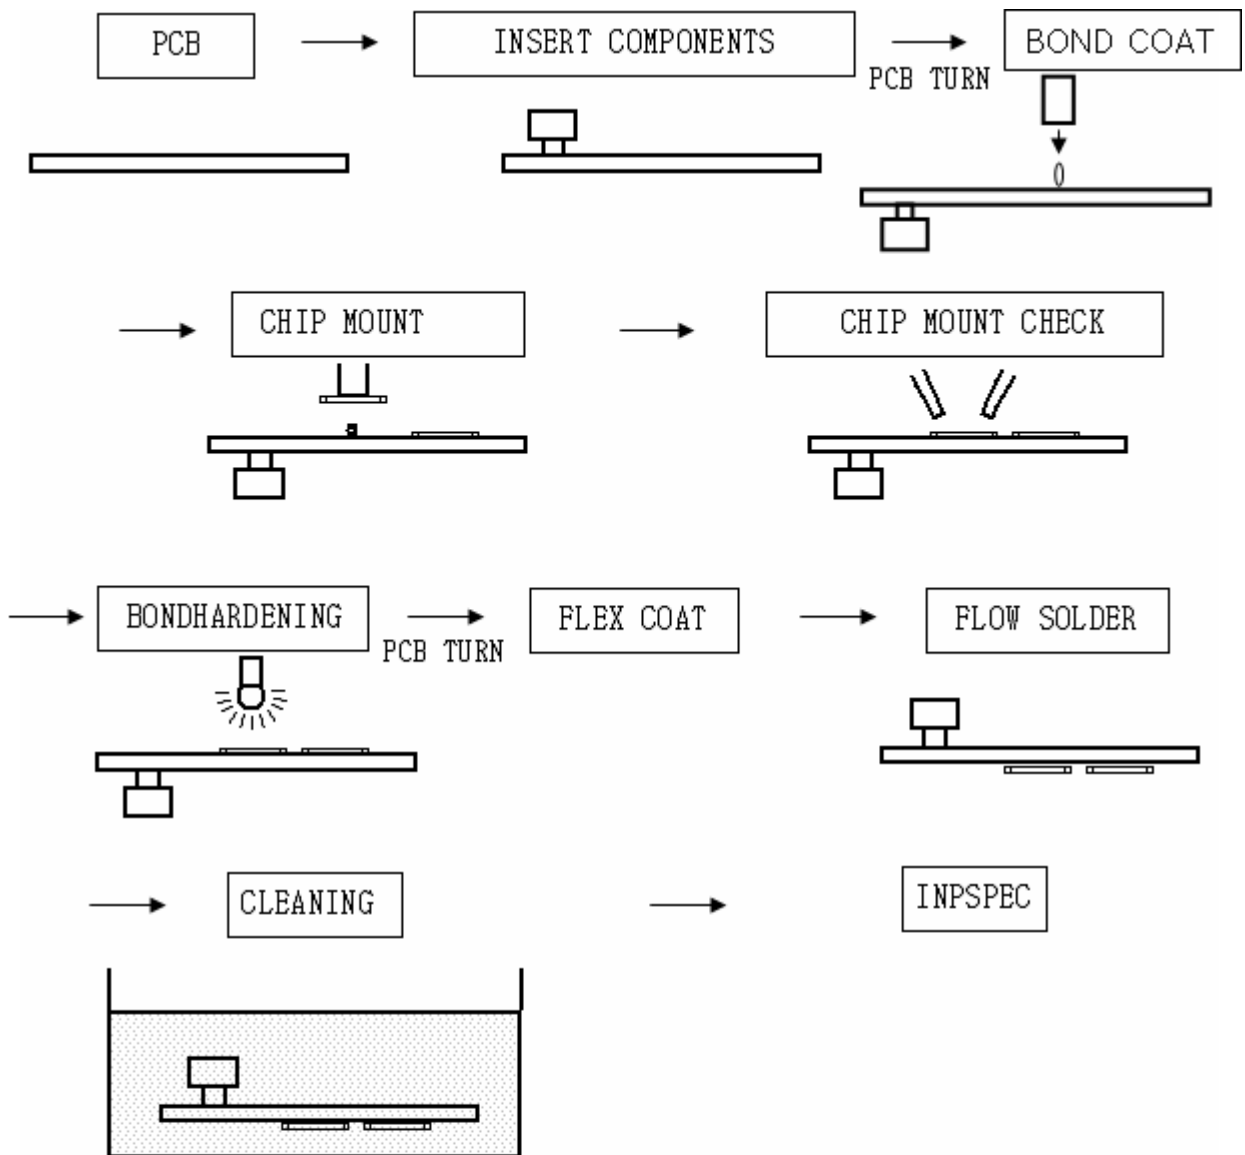 PCB
INSERT COMPONENTS
PCB TURN
BOND COAT
CHIP MOUNT
CHIP MOUNT CHECK
BONDHARDENING
PCB TURN
FLEX COAT
FLOW SOLDER
CLEANING
INPSPEC